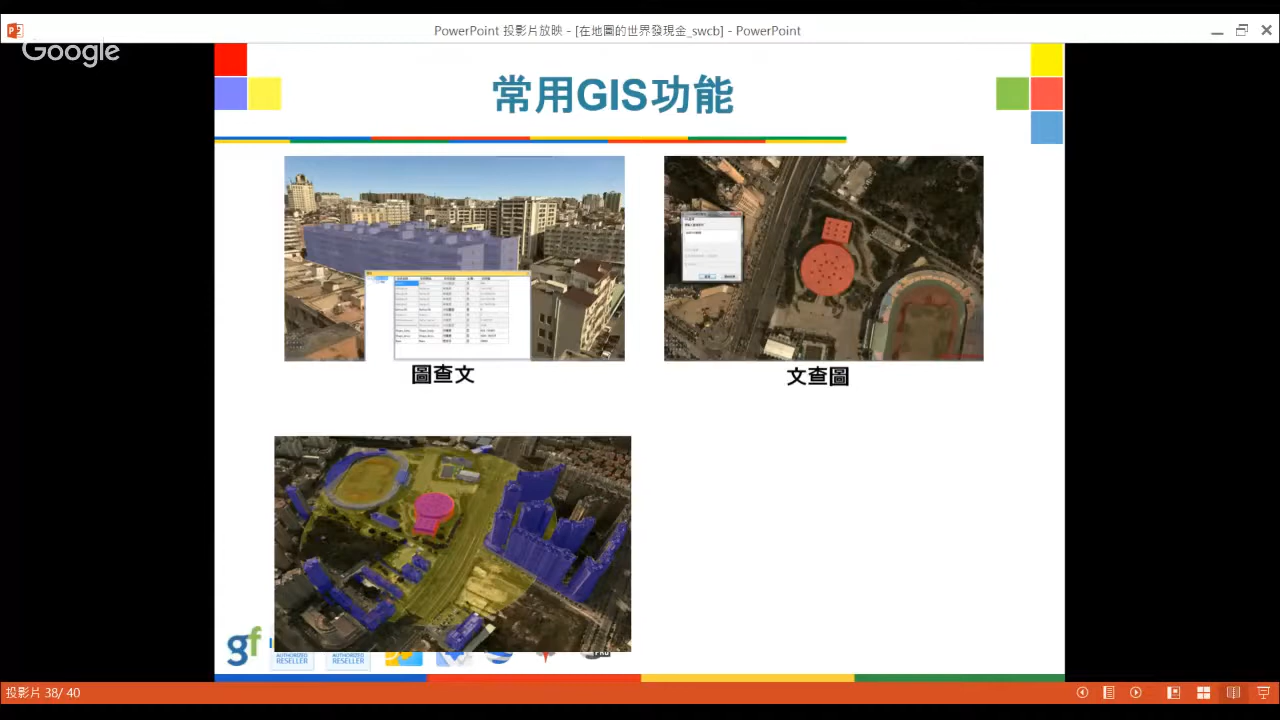 PowerPoint 投影片放映 - [在地圖的世界發現金_swcb] - PowerPoint
Google
常用GIS功能
圖查文
文查圖
gf
AUTHORIZED
RESELLER
AUTHORIZED
RESELLER
PRO
投影片 38/ 40